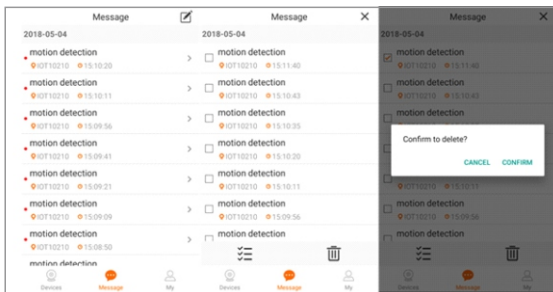 Message
2018-05-04
motion detection
IOT10210 15:10:20
motion detection
IOT10210 15:10:11
motion detection
IOT10210 15:09:56
motion detection
IOT10210 15:09:41
motion detection
IOT10210 15:09:21
motion detection
IOT10210 15:09:09
motion detection
IOT10210 15:08:50
motion detection
Devices Message My
Message
2018-05-04
motion detection
IOT10210 15:11:40
motion detection
IOT10210 15:10:43
motion detection
IOT10210 15:10:35
motion detection
IOT10210 15:10:20
motion detection
IOT10210 15:10:11
motion detection
IOT10210 15:09:56
motion detection
Devices Message My
Message
2018-05-04
motion detection
IOT10210 15:11:40
motion detection
IOT10210 15:10:43
motion detection
Confirm to delete?
CANCEL CONFIRM
IOT10210 15:10:11
motion detection
IOT10210 15:09:56
motion detection
Devices Message My